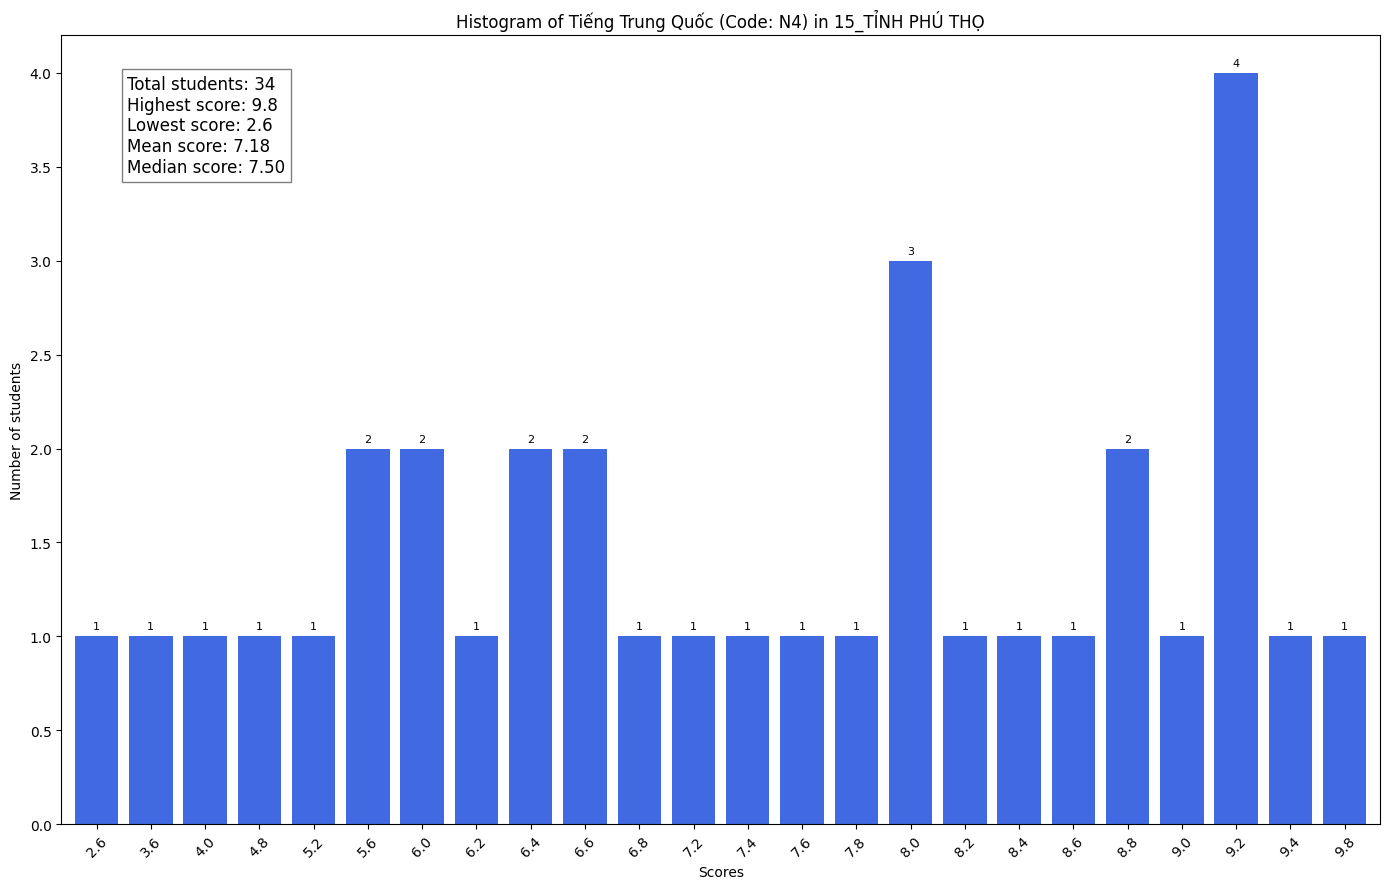 Histogram of Tiếng Trung Quốc (Code: N4) in 15_TỈNH PHÚ THỌ
Total students: 34
Highest score: 9.8
Lowest score: 2.6
Mean score: 7.18
Median score: 7.50
Number of students
4.0
3.5
3.0
2.5
2.0
1.5
1.0
0.5
0.0
1 1 1 1 1 2 2 1 2 2 1 1 1 1 1 3 1 1 1 2 1 4 1 1
2.6 3.6 4.0 4.8 5.2 5.6 6.0 6.2 6.4 6.6 6.8 7.2 7.4 7.6 7.8 8.0 8.2 8.4 8.6 8.8 9.0 9.2 9.4 9.8
Scores